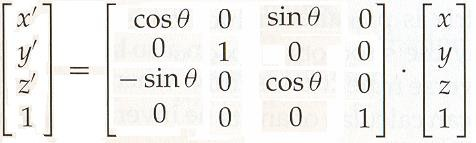 x′ cos θ 0 sin θ 0 x
y′ = 0 1 0 0 · y
z′ − sin θ 0 cos θ 0 z
1 0 0 0 1 1